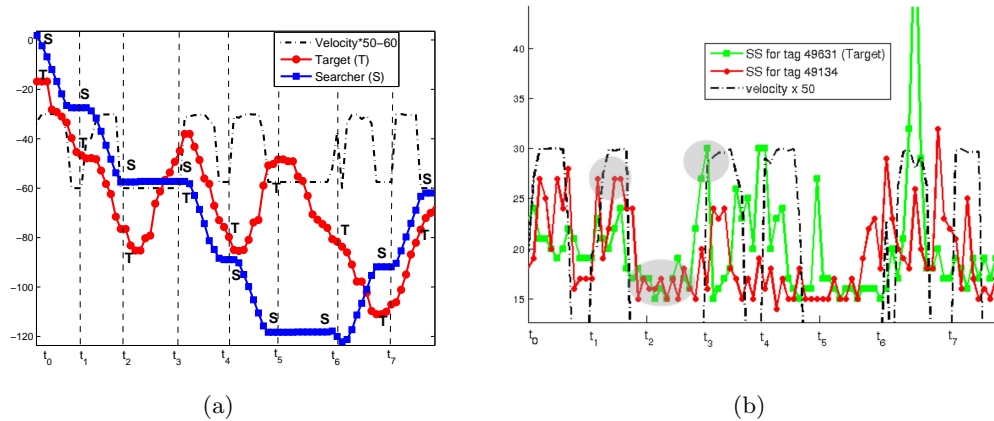 Velocity*50−60
Target (T)
Searcher (S)
0
−20
−40
−60
−80
−100
−120
S
T
S
T
S
T
S
T
T
S
S
T
S
T
S
T
S
T
t0 t1 t2 t3 t4 t5 t6 t7
(a)
SS for tag 49631 (Target)
SS for tag 49134
velocity x 50
40
35
30
25
20
15
t0 t1 t2 t3 t4 t5 t6 t7
(b)